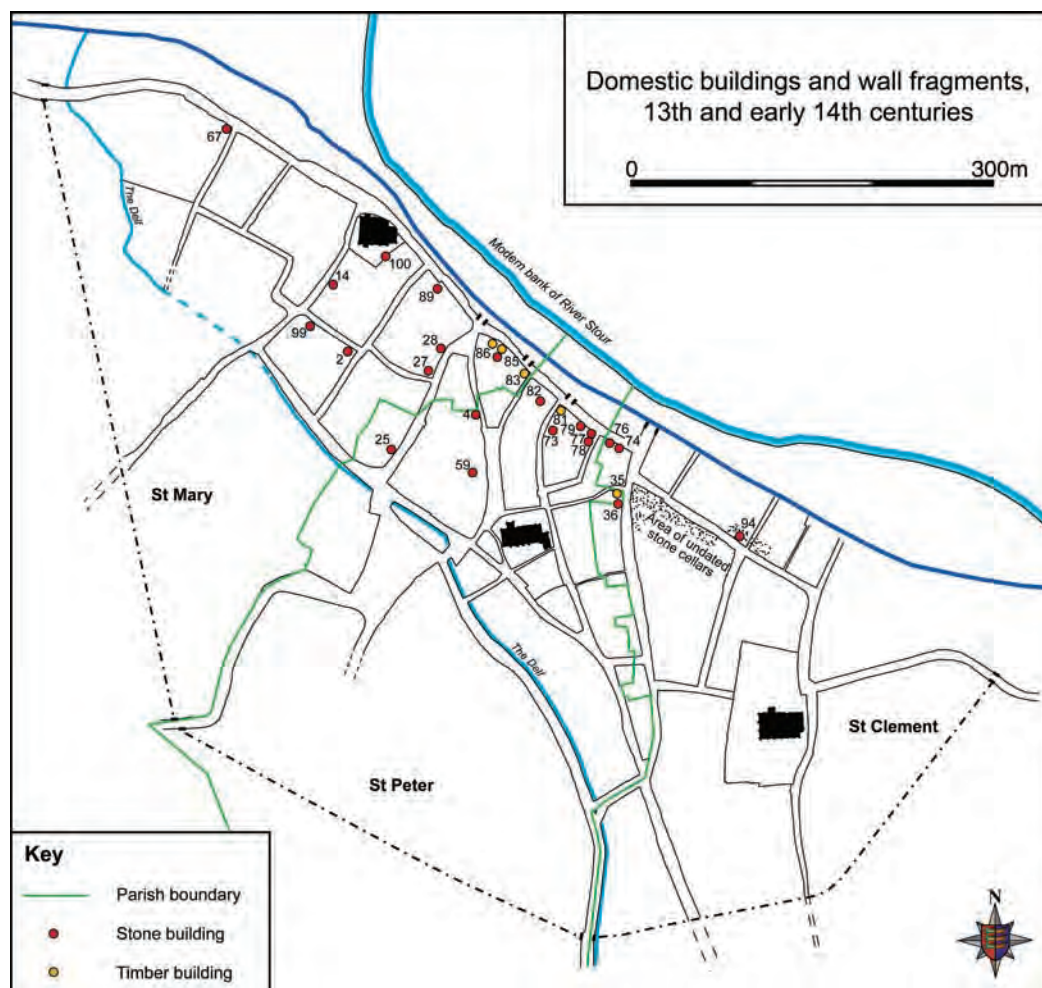 Domestic buildings and wall fragments,
13th and early 14th centuries
0 300m
67
The Delf
100
14
89
Modern bank of River Stour
99
2
28
27
86
85
83
82
4
81
79
73
77
78
76
74
25
59
35
36
94
Area of undated
stone cellars
St Mary
The Delf
St Clement
St Peter
Key
Parish boundary
Stone building
Timber building
N